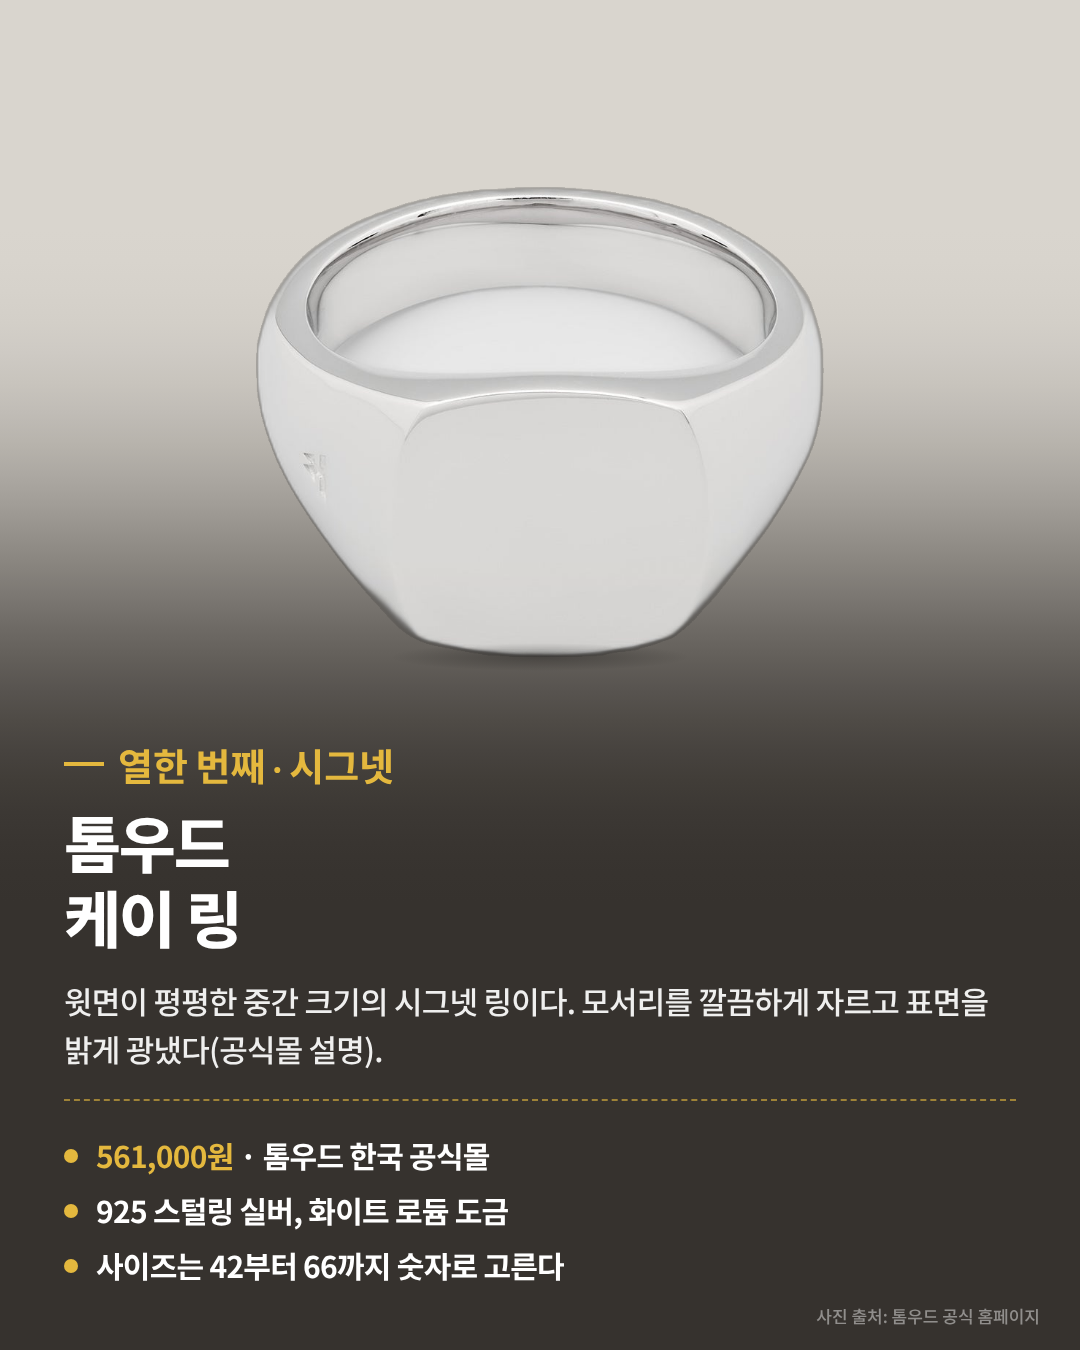 열한 번째 · 시그넷
톰우드
케이 링
윗면이 평평한 중간 크기의 시그넷 링이다. 모서리를 깔끔하게 자르고 표면을
밝게 광냈다(공식몰 설명).
561,000원 · 톰우드 한국 공식몰
925 스털링 실버, 화이트 로듐 도금
사이즈는 42부터 66까지 숫자로 고른다
사진 출처: 톰우드 공식 홈페이지